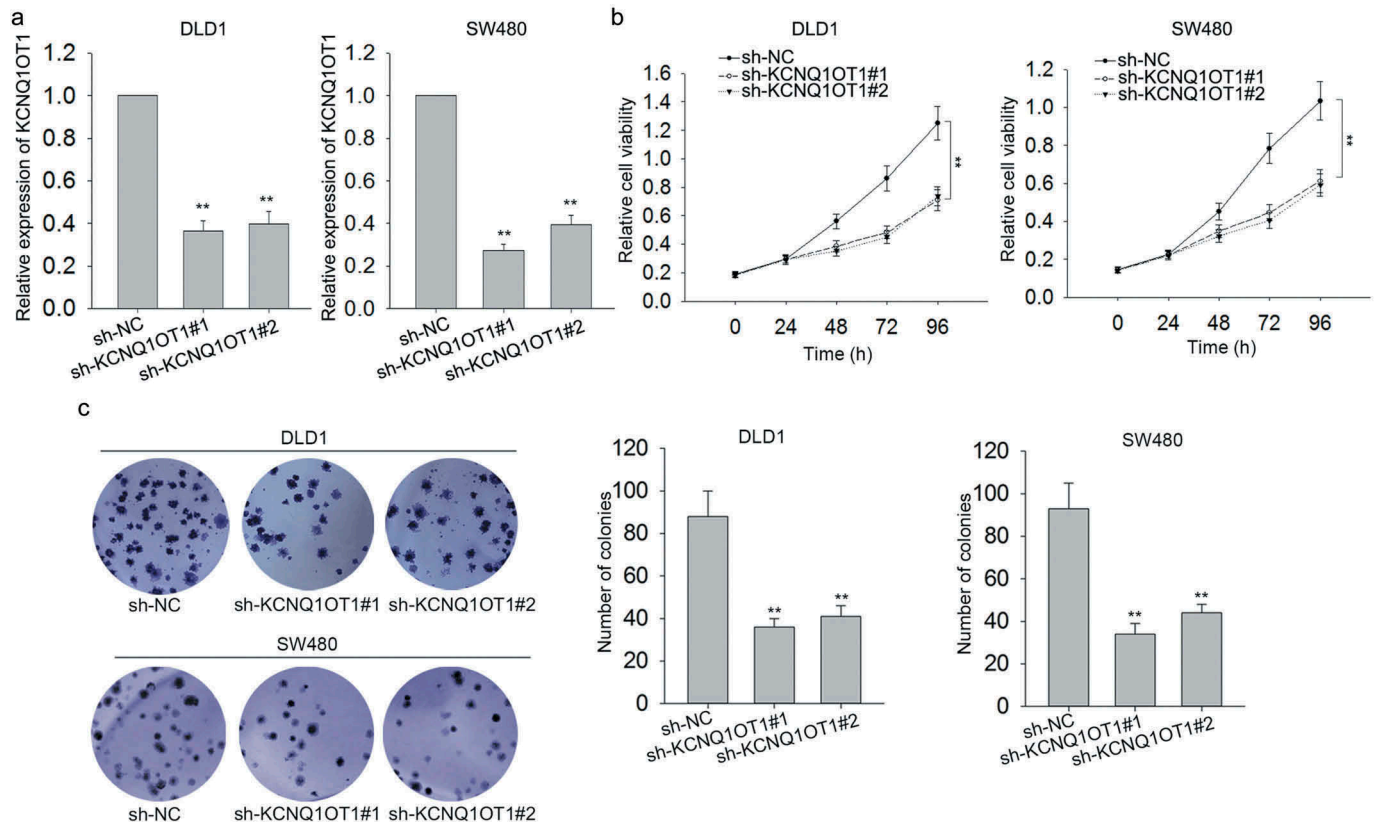 a
DLD1
SW480
Relative expression of KCNQ1OT1
1.2
1.0
0.8
0.6
0.4
0.2
0.0
**
**
sh-NC
sh-KCNQ1OT1#1
sh-KCNQ1OT1#2
Relative expression of KCNQ1OT1
1.2
1.0
0.8
0.6
0.4
0.2
0.0
**
**
sh-NC
sh-KCNQ1OT1#1
sh-KCNQ1OT1#2
b
DLD1
sh-NC
sh-KCNQ1OT1#1
sh-KCNQ1OT1#2
Relative cell viability
1.6
1.4
1.2
1.0
0.8
0.6
0.4
0.2
0.0
**
0 24 48 72 96
Time (h)
SW480
sh-NC
sh-KCNQ1OT1#1
sh-KCNQ1OT1#2
Relative cell viability
1.2
1.0
0.8
0.6
0.4
0.2
0.0
**
0 24 48 72 96
Time (h)
c
DLD1
sh-NC sh-KCNQ1OT1#1 sh-KCNQ1OT1#2
SW480
sh-NC sh-KCNQ1OT1#1 sh-KCNQ1OT1#2
DLD1
Number of colonies
120
100
80
60
40
20
0
**
**
sh-NC
sh-KCNQ1OT1#1
sh-KCNQ1OT1#2
SW480
Number of colonies
120
100
80
60
40
20
0
**
**
sh-NC
sh-KCNQ1OT1#1
sh-KCNQ1OT1#2